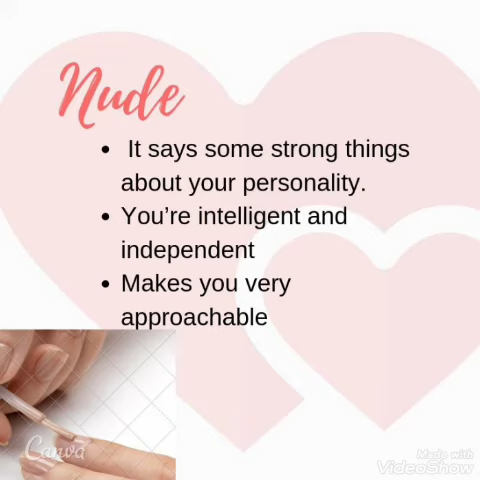 Nude
• It says some strong things
about your personality.
• You’re intelligent and
independent
• Makes you very
approachable
Canva
Made with
VideoShow